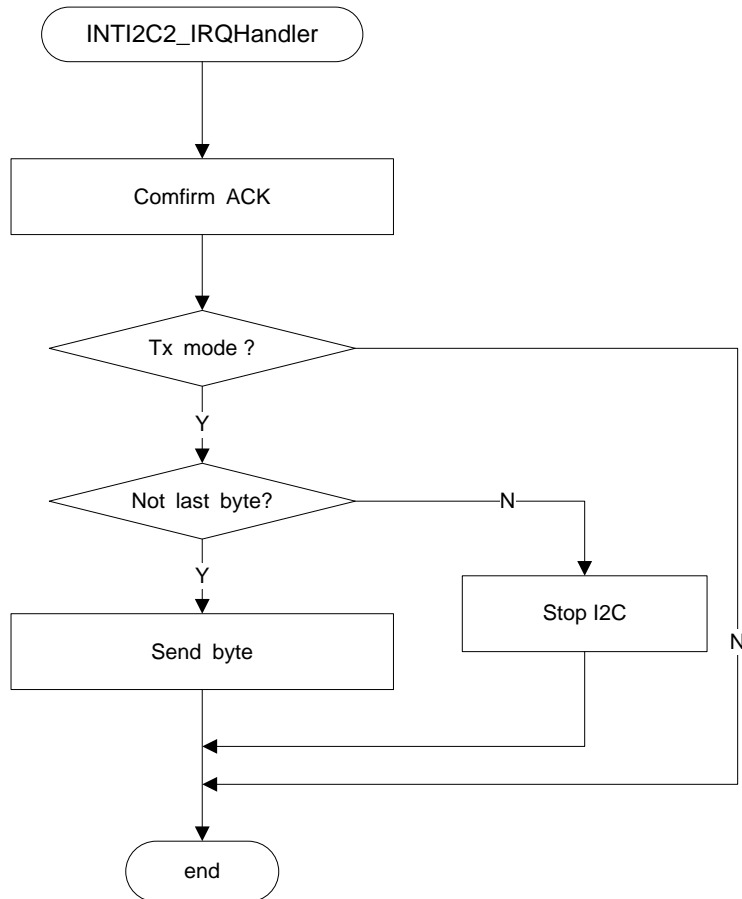 INTI2C2_IRQHandler
Comfirm ACK
Tx mode ?
Y
Not last byte?
N
Y
Stop I2C
Send byte
N
end